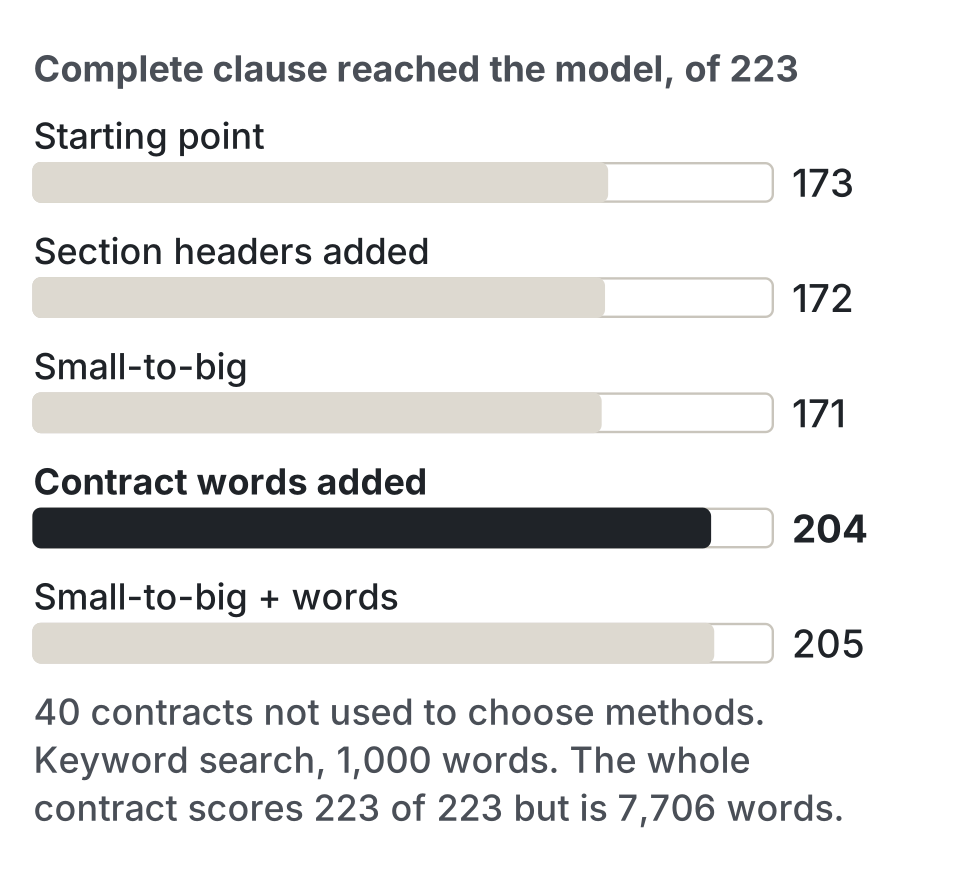 Complete clause reached the model, of 223
Starting point
173
Section headers added
172
Small-to-big
171
Contract words added
204
Small-to-big + words
205
40 contracts not used to choose methods.
Keyword search, 1,000 words. The whole
contract scores 223 of 223 but is 7,706 words.